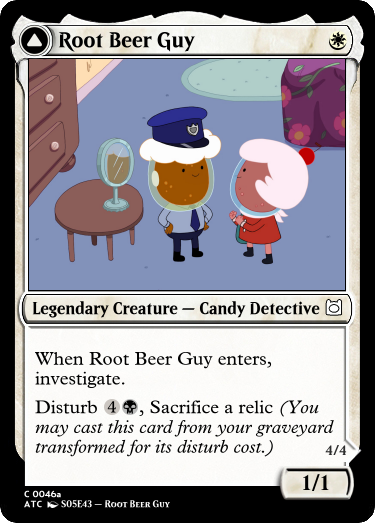 Root Beer Guy
Legendary Creature — Candy Detective
When Root Beer Guy enters,
investigate.
Disturb 4, Sacrifice a relic (You
may cast this card from your graveyard
transformed for its disturb cost.)
4/4
1/1
C 0046a
ATC S05E43 — Root Beer Guy